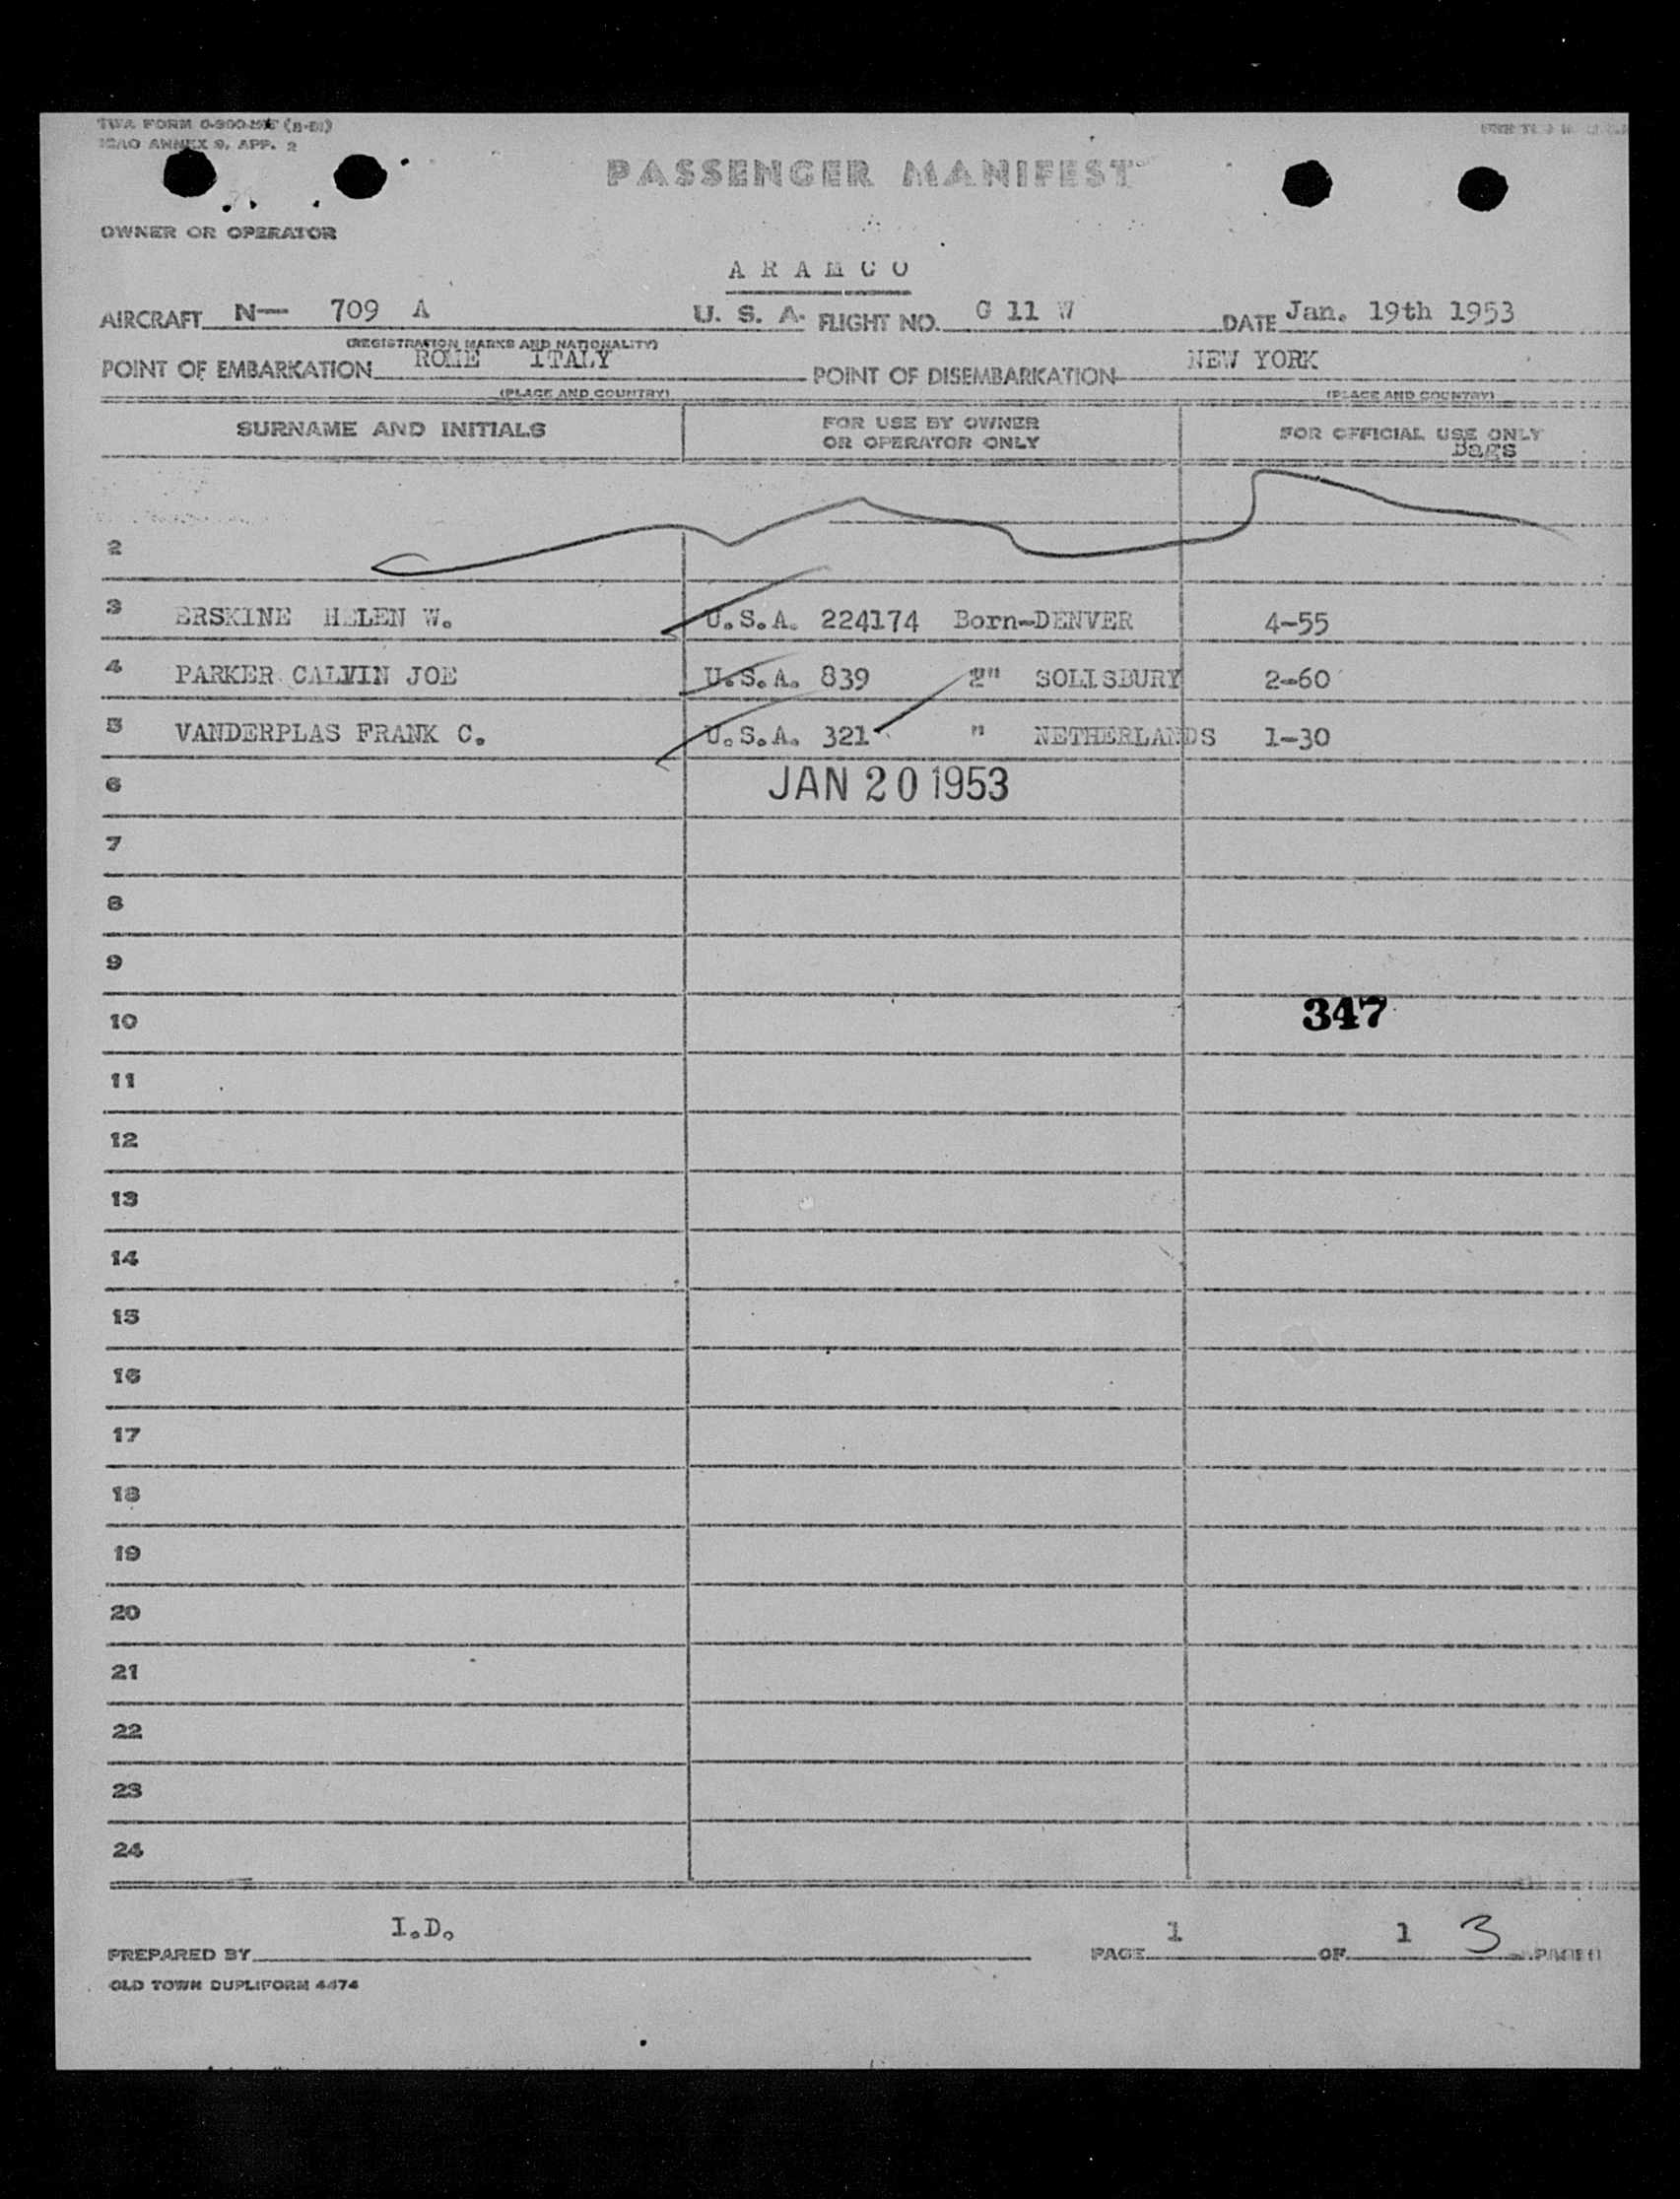 TWA FORM
ICAO ANNEX 9, APP. 2
PASSENGER MANIFEST
OWNER OR OPERATOR
A R A M C O
AIRCRAFT N— 709 A U. S. A. FLIGHT NO. G 11 W DATE Jan. 19th 1953
(REGISTRATION MARKS AND NATIONALITY)
POINT OF EMBARKATION ROME ITALY POINT OF DISEMBARKATION NEW YORK
(PLACE AND COUNTRY) (PLACE AND COUNTRY)
SURNAME AND INITIALS FOR USE BY OWNER OR OPERATOR ONLY FOR OFFICIAL USE ONLY
Bags
2
3 ERSKINE HELEN W. U.S.A. 224174 Born-DENVER 4-55
4 PARKER CALVIN JOE U.S.A. 839 " SOLISBURY 2-60
5 VANDERPLAS FRANK C. U.S.A. 321 " NETHERLANDS 1-30
6 JAN 20 1953
7
8
9
10 347
11
12
13
14
15
16
17
18
19
20
21
22
23
24
PREPARED BY I.D. PAGE 1 OF 1 3 PAGES
OLD TOWN DUPLIFORM 4474